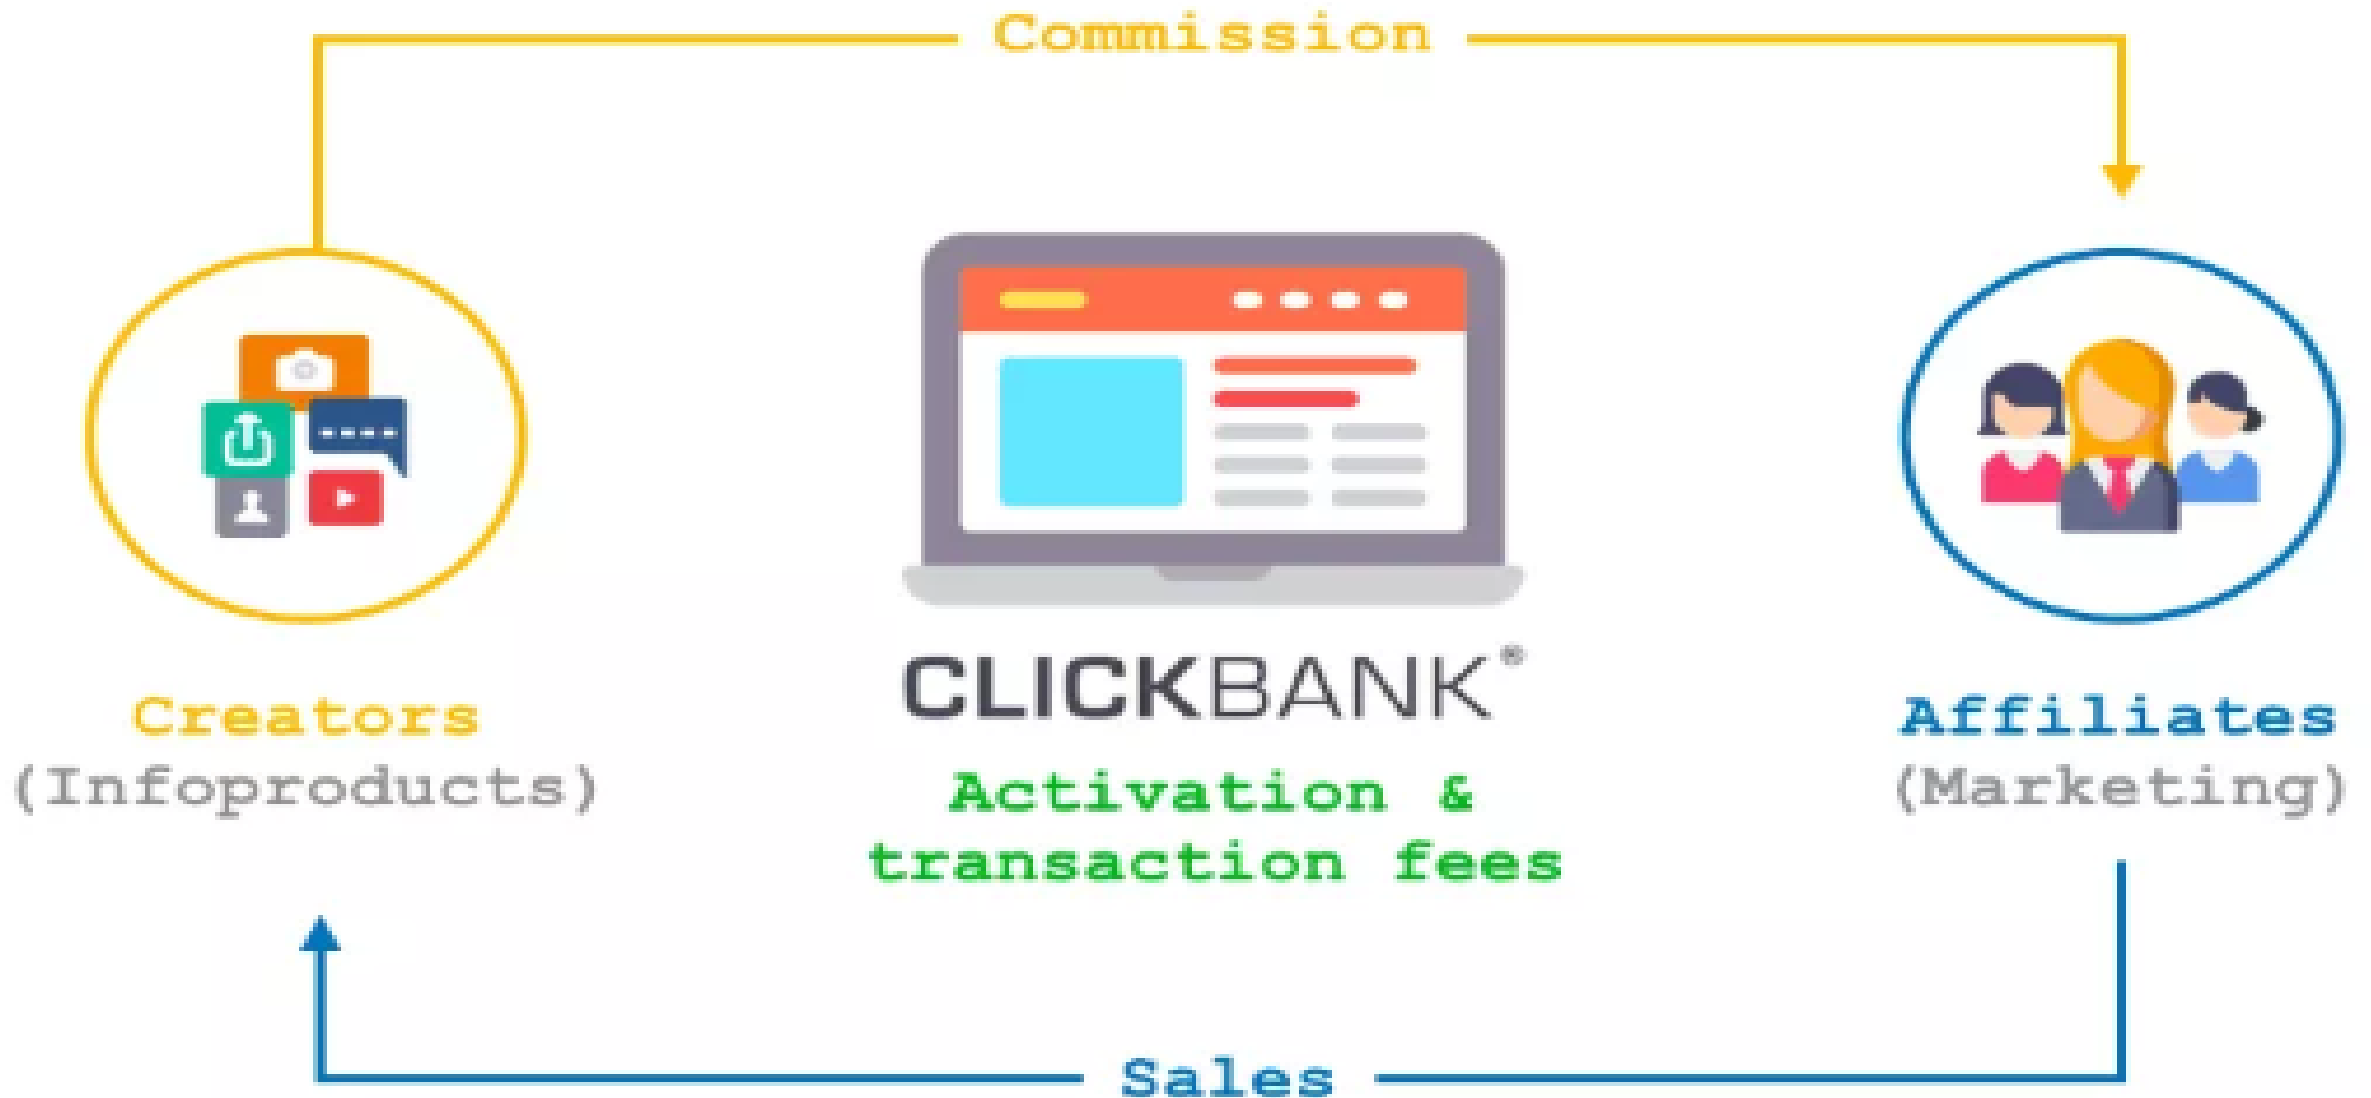 Commission
CLICKBANK®
Creators
(Infoproducts)
Activation &
transaction fees
Affiliates
(Marketing)
Sales